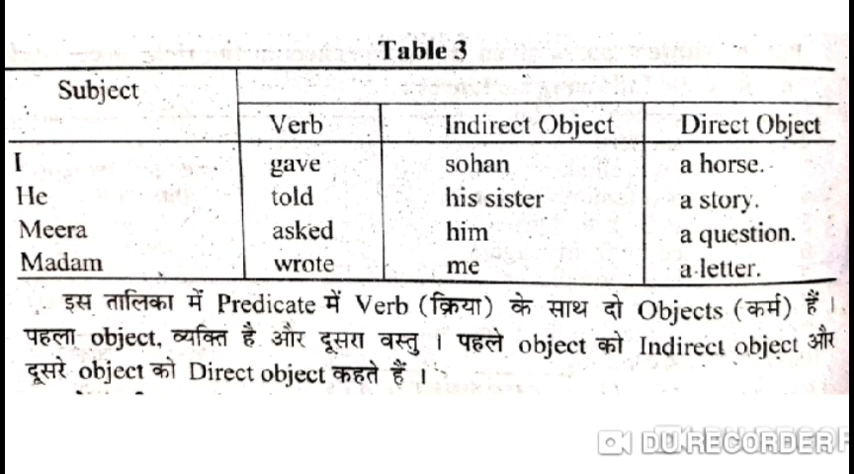 Table 3
Subject
Verb Indirect Object Direct Object
I gave sohan a horse.
He told his sister a story.
Meera asked him a question.
Madam wrote me a letter.
इस तालिका में Predicate में Verb (क्रिया) के साथ दो Objects (कर्म) हैं ।
पहला object, व्यक्ति है और दूसरा वस्तु । पहले object को Indirect object और
दूसरे object को Direct object कहते हैं ।
DU RECORDER